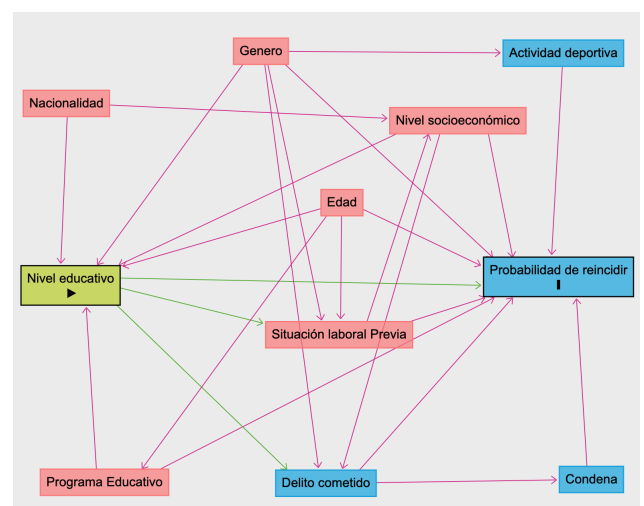 Genero
Actividad deportiva
Nacionalidad
Nivel socioeconómico
Edad
Nivel educativo
Probabilidad de reincidir
Situación laboral Previa
Programa Educativo
Delito cometido
Condena